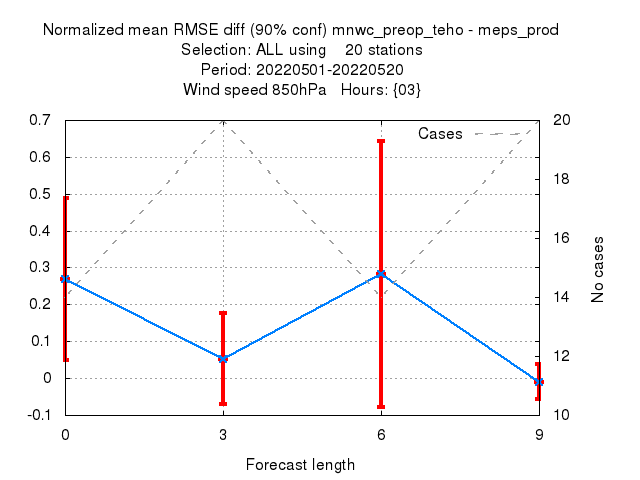 Normalized mean RMSE diff (90% conf) mnwc_preop_teho - meps_prod
Selection: ALL using    20 stations
Period: 20220501-20220520
Wind speed 850hPa   Hours: {03}
Cases
0.7
0.6
0.5
0.4
0.3
0.2
0.1
0
-0.1
20
18
16
14
12
10
No cases
0 3 6 9
Forecast length